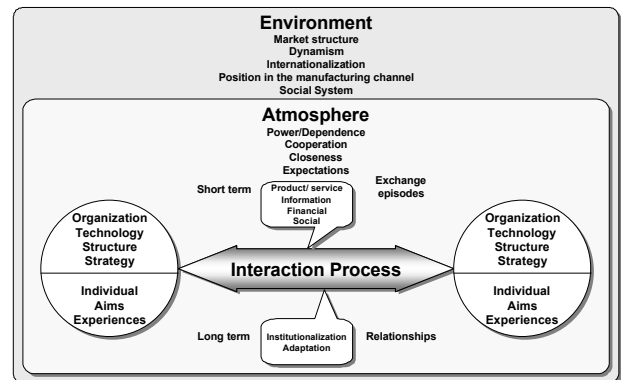 Environment
Market structure
Dynamism
Internationalization
Position in the manufacturing channel
Social System
Atmosphere
Power/Dependence
Cooperation
Closeness
Expectations
Short term
Product/ service
Information
Financial
Social
Exchange
episodes
Organization
Technology
Structure
Strategy
Individual
Aims
Experiences
Interaction Process
Organization
Technology
Structure
Strategy
Individual
Aims
Experiences
Long term
Institutionalization
Adaptation
Relationships